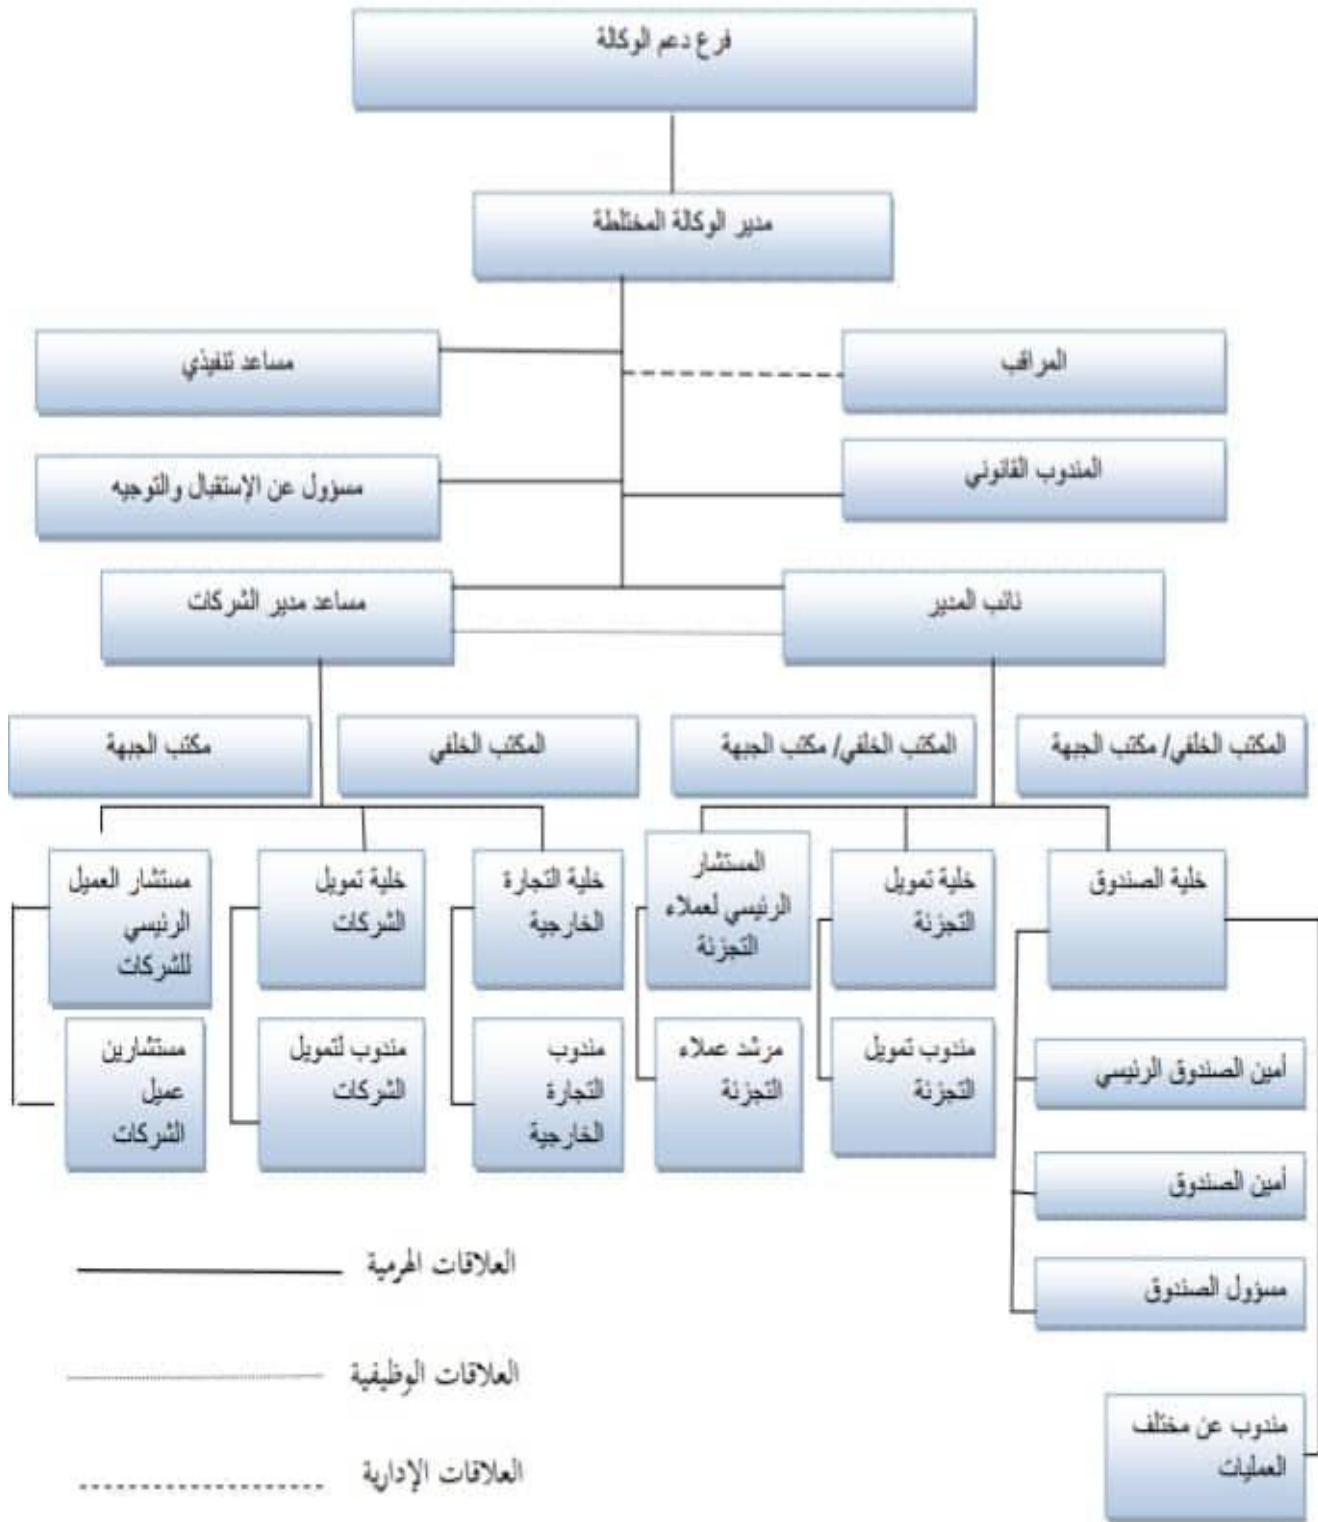 فرع دعم الوكالة
مدير الوكالة المختلطة
المراقب
مساعد تنفيذي
المندوب القانوني
مسؤول عن الإستقبال والتوجيه
نائب المدير
مساعد مدير الشركات
المكتب الخلفي/ مكتب الجبهة
المكتب الخلفي/ مكتب الجبهة
المكتب الخلفي
مكتب الجبهة
خلية الصندوق
خلية تمويل
التجزئة
المستشار
الرئيسي لعملاء
التجزئة
خلية التجارة
الخارجية
خلية تمويل
الشركات
مستشار العميل
الرئيسي
للشركات
أمين الصندوق الرئيسي
أمين الصندوق
مسؤول الصندوق
مندوب عن مختلف
العمليات
مندوب تمويل
التجزئة
مرشد عملاء
التجزئة
مندوب
التجارة
الخارجية
مندوب لتمويل
الشركات
مستشارين
عميل
الشركات
العلاقات الهرمية
العلاقات الوظيفية
العلاقات الإدارية